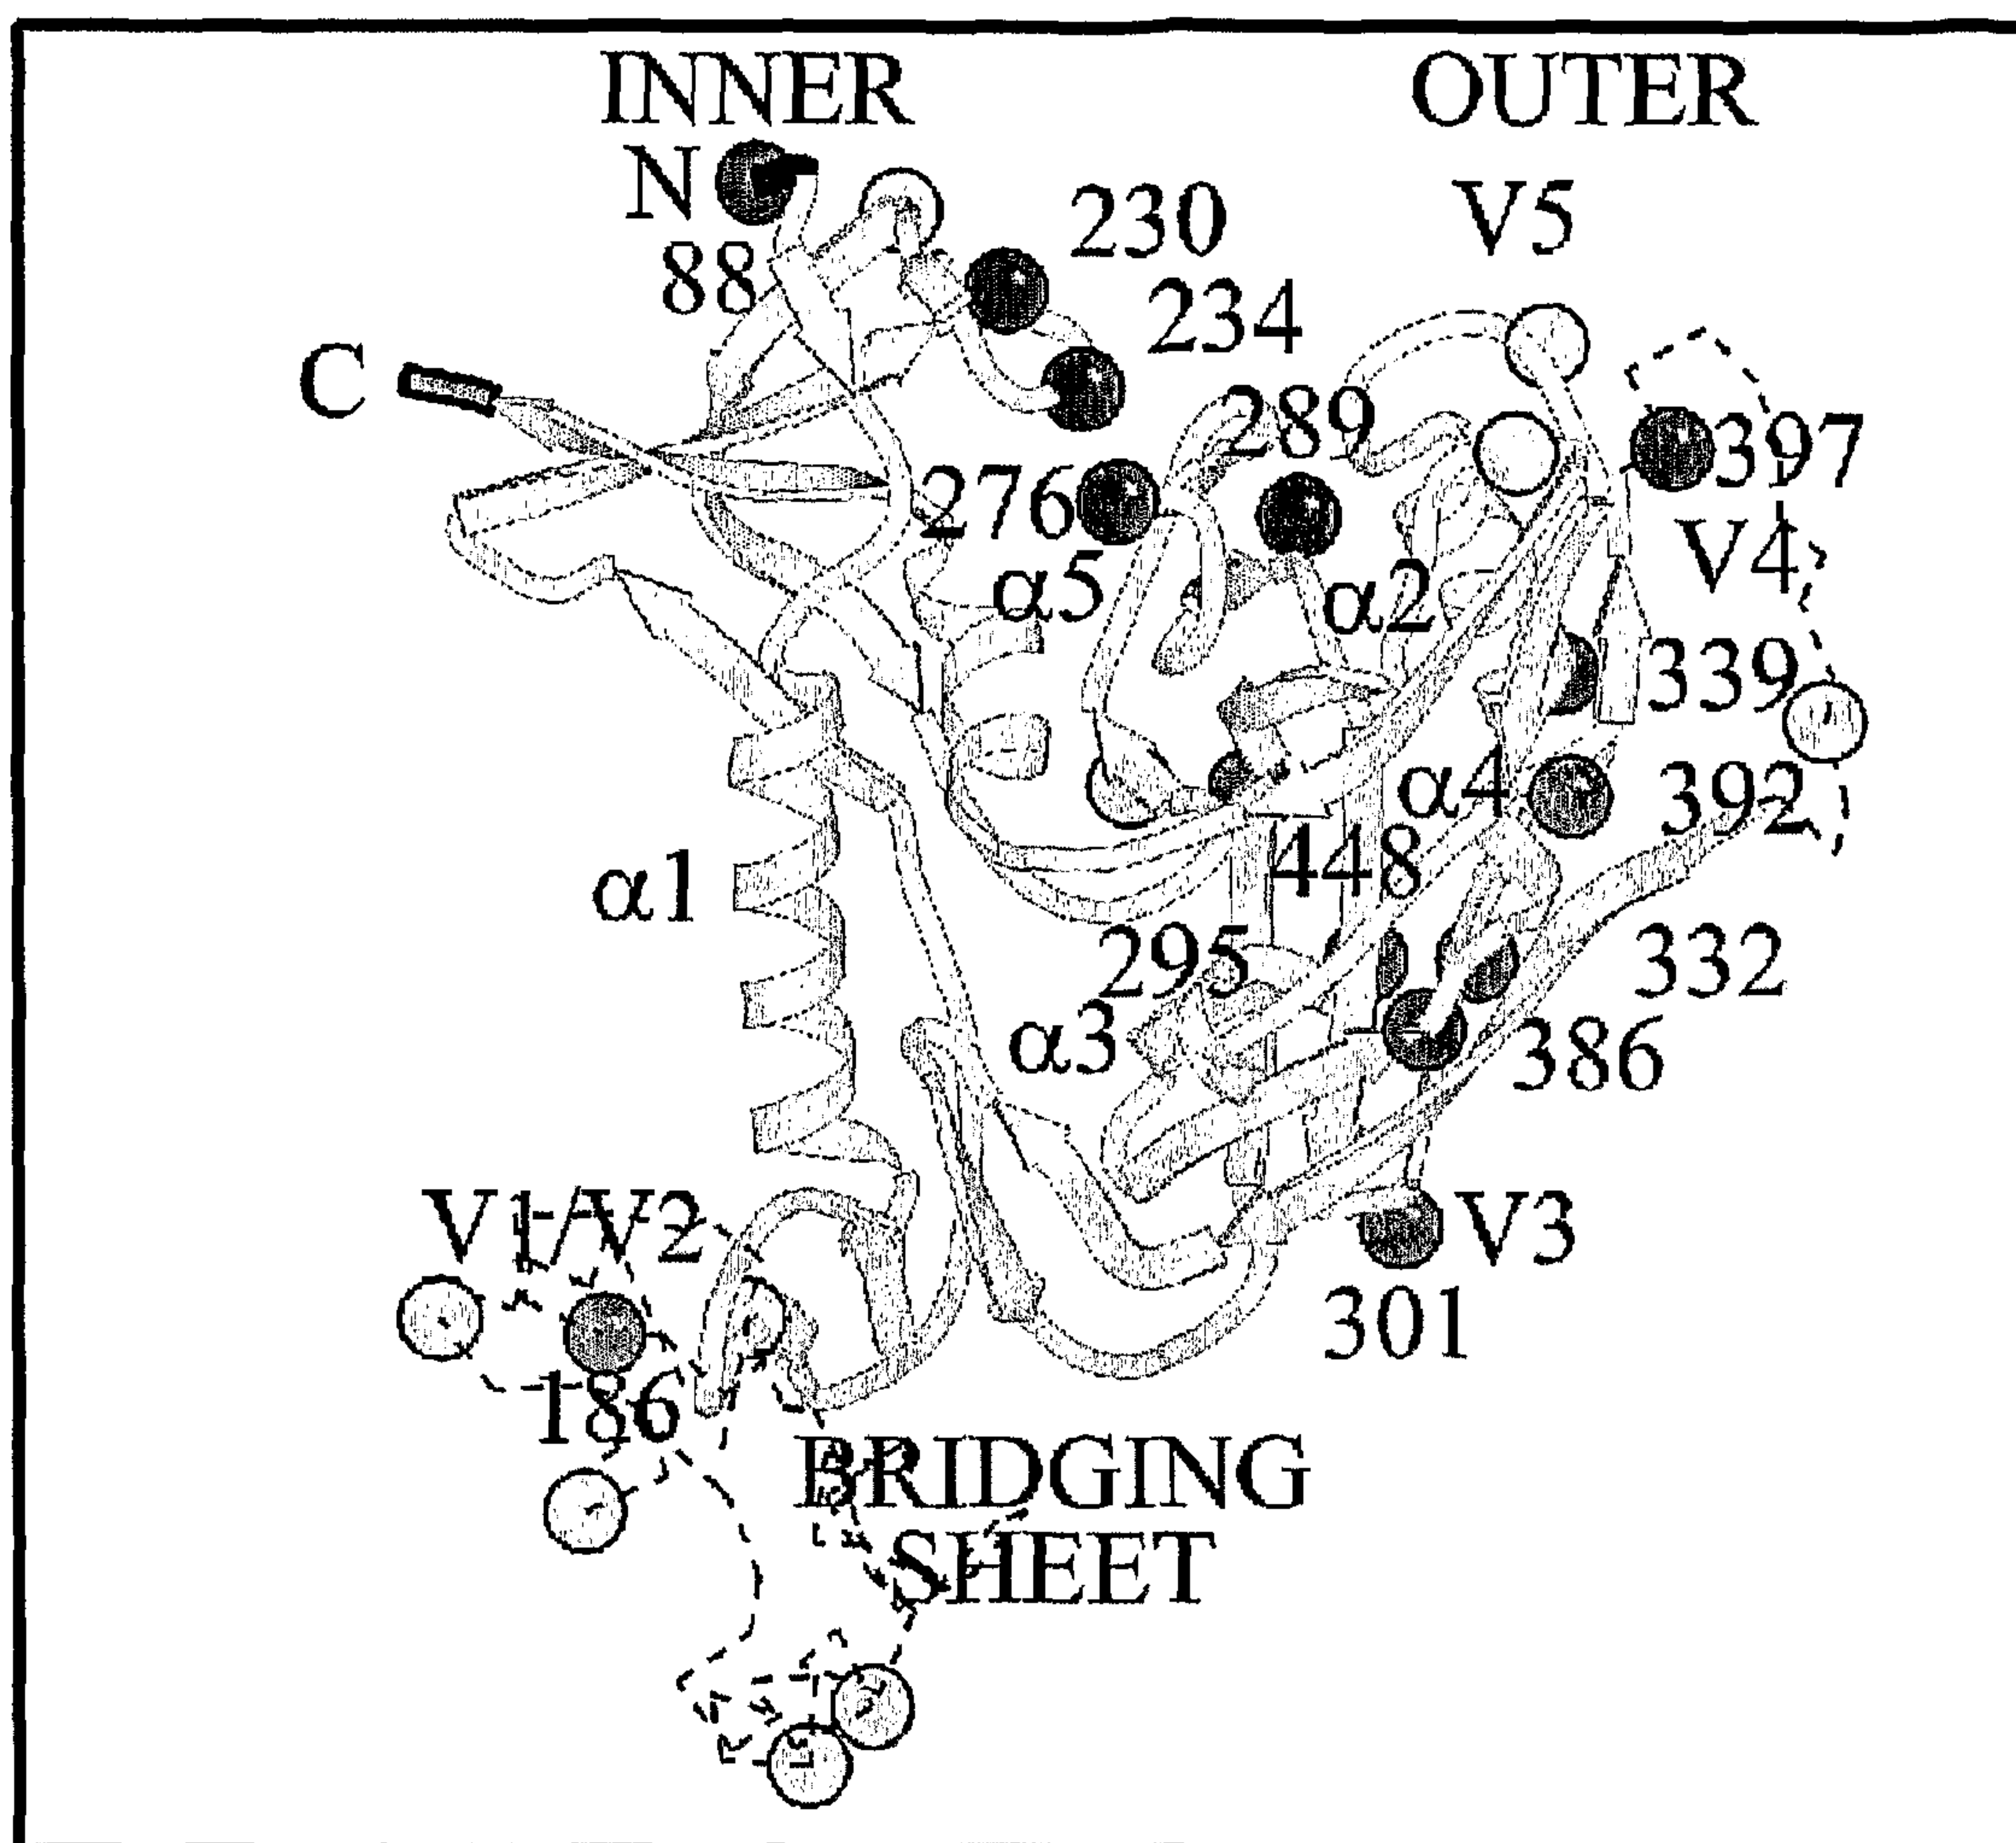 INNER
OUTER
N
88
230
V5
234
C
289
397
276
V4
α5
α2
339
α4
392
448
α1
295
332
α3
386
V1/V2
V3
301
186
BRIDGING
SHEET